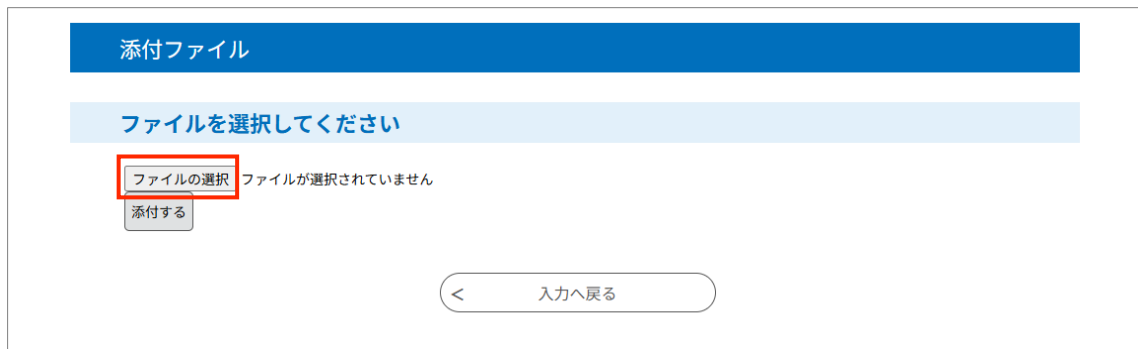 添付ファイル
ファイルを選択してください
ファイルの選択 ファイルが選択されていません
添付する
< 入力へ戻る